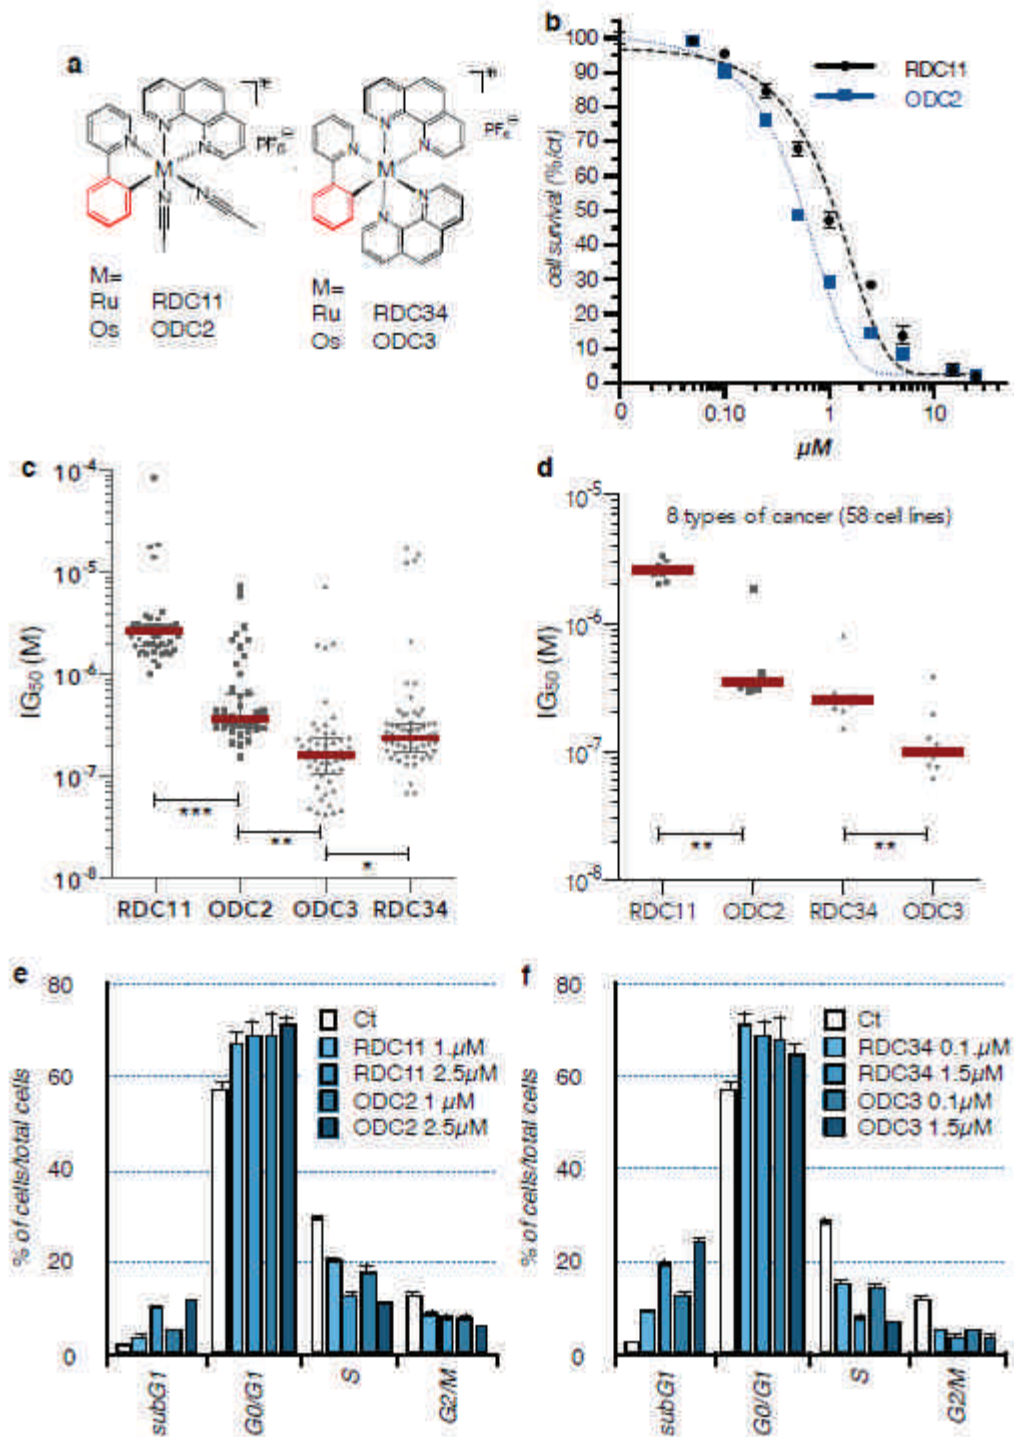 a
N
N
N
M
N
N
PF6 ⊖
M=
Ru RDC11
Os ODC2
N
N
N
M
N
N
PF6 ⊖
M=
Ru RDC34
Os ODC3
b
cell survival (%/ct)
100
90
80
70
60
50
40
30
20
10
0
RDC11
ODC2
0 0.10 1 10
μM
c
IG50 (M)
10-4
10-5
10-6
10-7
10-8
***
**
*
RDC11 ODC2 ODC3 RDC34
d
IG50 (M)
10-5
10-6
10-7
10-8
8 types of cancer (58 cell lines)
**
**
RDC11 ODC2 RDC34 ODC3
e
% of cells/total cells
80
60
40
20
0
Ct
RDC11 1.μM
RDC11 2.5μM
ODC2 1 μM
ODC2 2.5μM
subG1 G0/G1 S G2/M
f
% of cells/total cells
80
60
40
20
0
Ct
RDC34 0.1.μM
RDC34 1.5μM
ODC3 0.1μM
ODC3 1.5μM
subG1 G0/G1 S G2/M